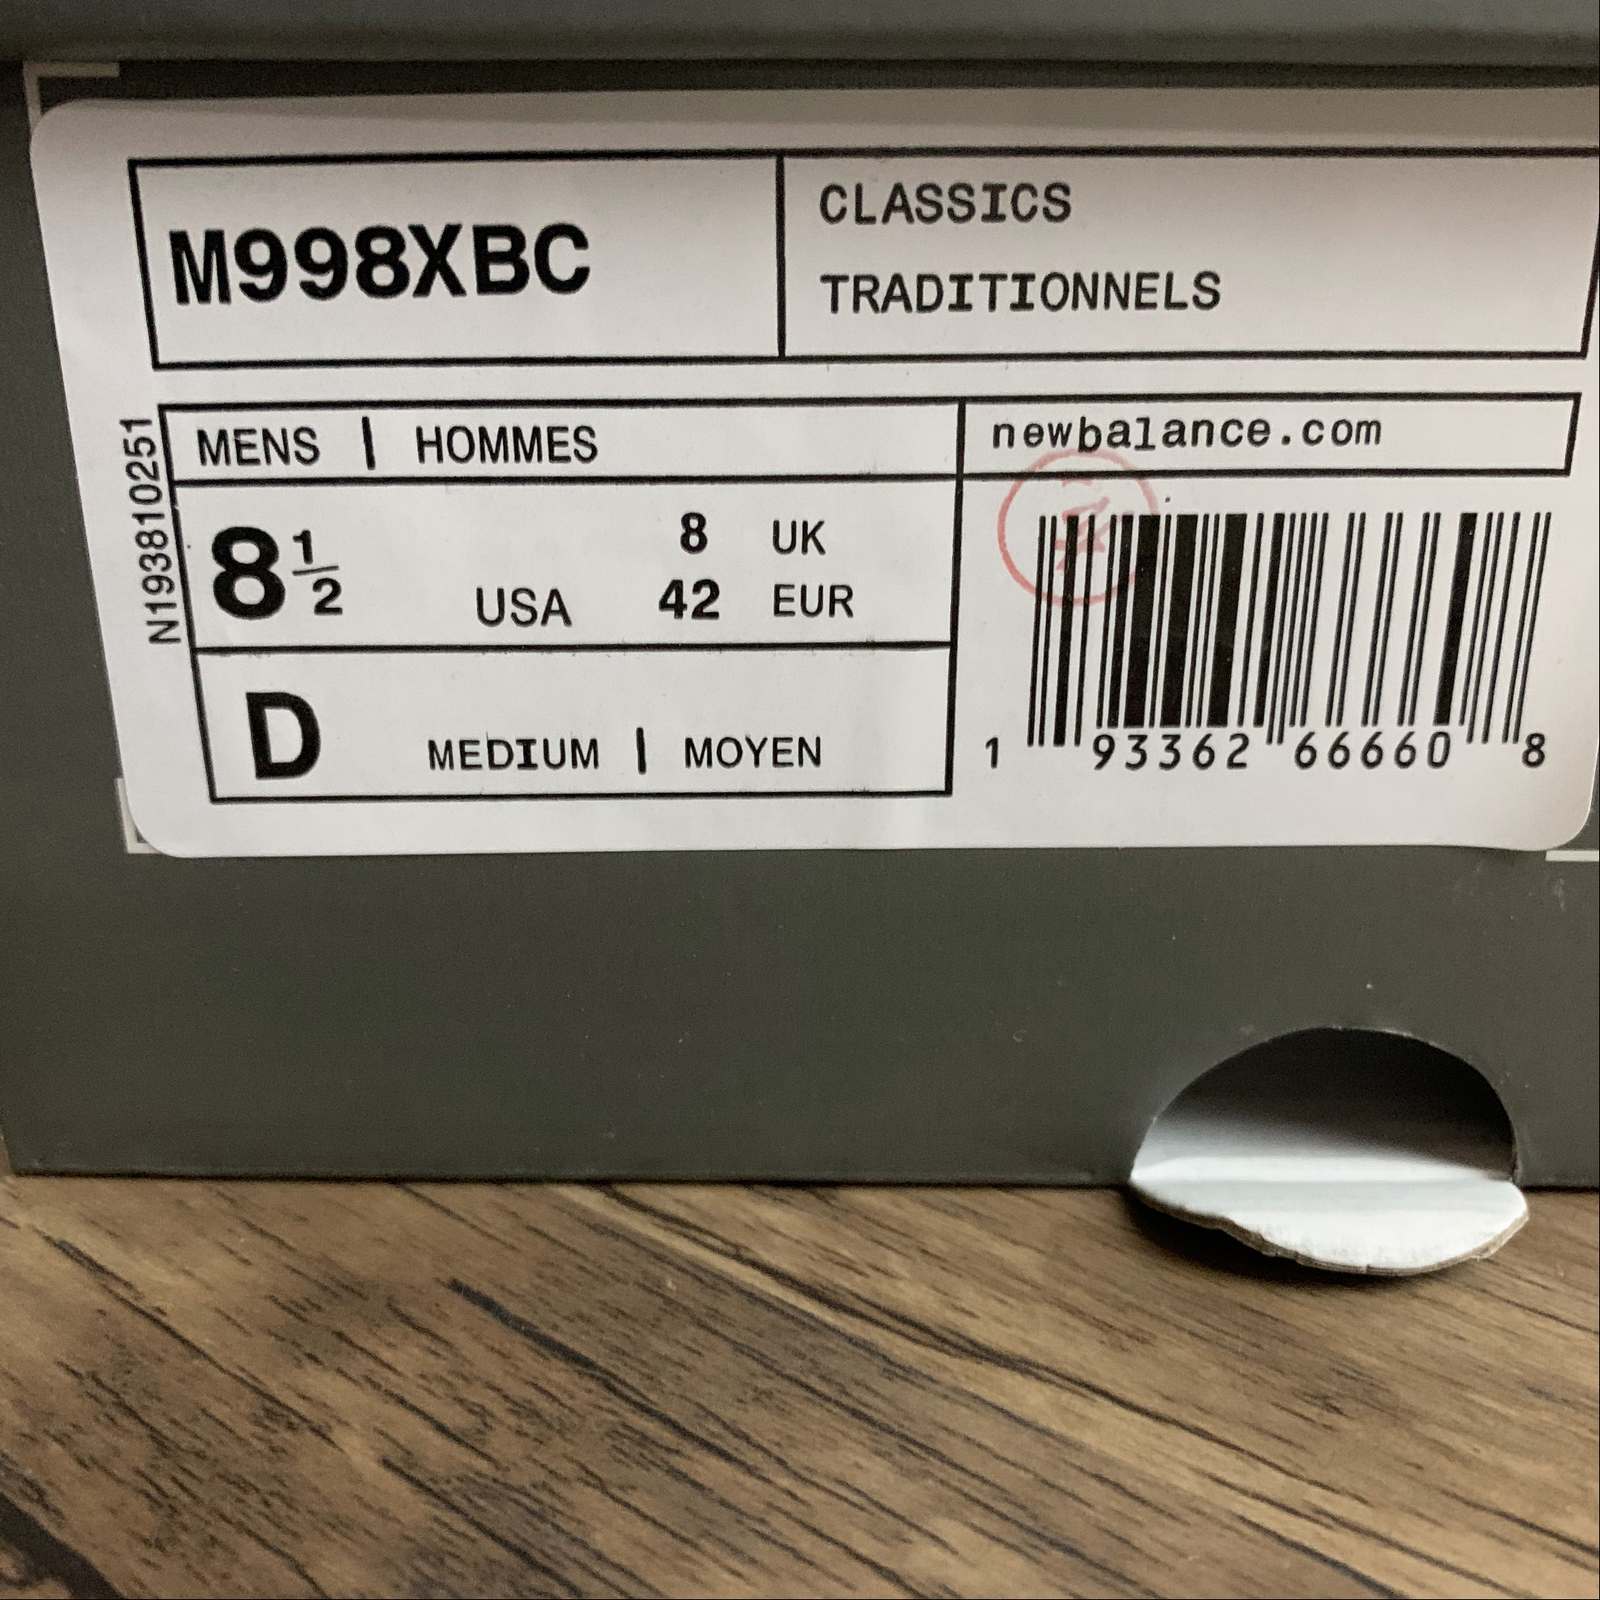 M998XBC
CLASSICS
TRADITIONNELS
N193810251
MENS | HOMMES
newbalance.com
8 1/2 USA
8 UK
42 EUR
D MEDIUM | MOYEN
1 93362 66660 8